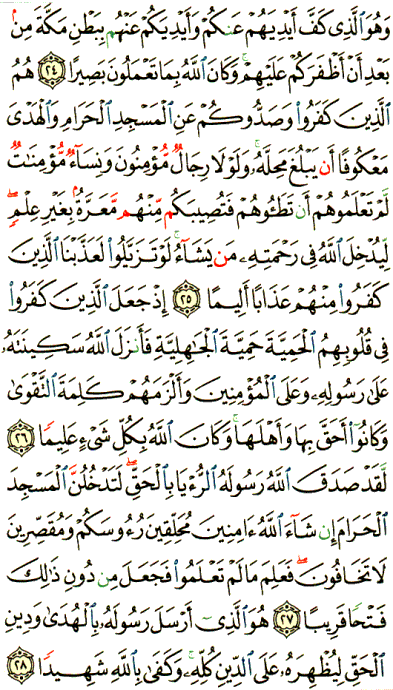 وَهُوَ ٱلَّذِى كَفَّ أَيْدِيَهُمْ عَنكُمْ وَأَيْدِيَكُمْ عَنْهُم بِبَطْنِ مَكَّةَ مِنۢ
بَعْدِ أَنْ أَظْفَرَكُمْ عَلَيْهِمْ ۚ وَكَانَ ٱللَّهُ بِمَا تَعْمَلُونَ بَصِيرًا ٢٤ هُمُ
ٱلَّذِينَ كَفَرُوا۟ وَصَدُّوكُمْ عَنِ ٱلْمَسْجِدِ ٱلْحَرَامِ وَٱلْهَدْىَ
مَعْكُوفًا أَن يَبْلُغَ مَحِلَّهُۥ ۚ وَلَوْلَا رِجَالٌ مُّؤْمِنُونَ وَنِسَآءٌ مُّؤْمِنَـٰتٌ
لَّمْ تَعْلَمُوهُمْ أَن تَطَـُٔوهُمْ فَتُصِيبَكُم مِّنْهُم مَّعَرَّةٌۢ بِغَيْرِ عِلْمٍ ۖ
لِّيُدْخِلَ ٱللَّهُ فِى رَحْمَتِهِۦ مَن يَشَآءُ ۚ لَوْ تَزَيَّلُوا۟ لَعَذَّبْنَا ٱلَّذِينَ
كَفَرُوا۟ مِنْهُمْ عَذَابًا أَلِيمًا ٢٥ إِذْ جَعَلَ ٱلَّذِينَ كَفَرُوا۟
فِى قُلُوبِهِمُ ٱلْحَمِيَّةَ حَمِيَّةَ ٱلْجَـٰهِلِيَّةِ فَأَنزَلَ ٱللَّهُ سَكِينَتَهُۥ
عَلَىٰ رَسُولِهِۦ وَعَلَى ٱلْمُؤْمِنِينَ وَأَلْزَمَهُمْ كَلِمَةَ ٱلتَّقْوَىٰ
وَكَانُوٓا۟ أَحَقَّ بِهَا وَأَهْلَهَا ۚ وَكَانَ ٱللَّهُ بِكُلِّ شَىْءٍ عَلِيمًا ٢٦
لَّقَدْ صَدَقَ ٱللَّهُ رَسُولَهُ ٱلرُّءْيَا بِٱلْحَقِّ ۖ لَتَدْخُلُنَّ ٱلْمَسْجِدَ
ٱلْحَرَامَ إِن شَآءَ ٱللَّهُ ءَامِنِينَ مُحَلِّقِينَ رُءُوسَكُمْ وَمُقَصِّرِينَ
لَا تَخَافُونَ ۖ فَعَلِمَ مَا لَمْ تَعْلَمُوا۟ فَجَعَلَ مِن دُونِ ذَٰلِكَ
فَتْحًا قَرِيبًا ٢٧ هُوَ ٱلَّذِىٓ أَرْسَلَ رَسُولَهُۥ بِٱلْهُدَىٰ وَدِينِ
ٱلْحَقِّ لِيُظْهِرَهُۥ عَلَى ٱلدِّينِ كُلِّهِۦ ۚ وَكَفَىٰ بِٱللَّهِ شَهِيدًا ٢٨